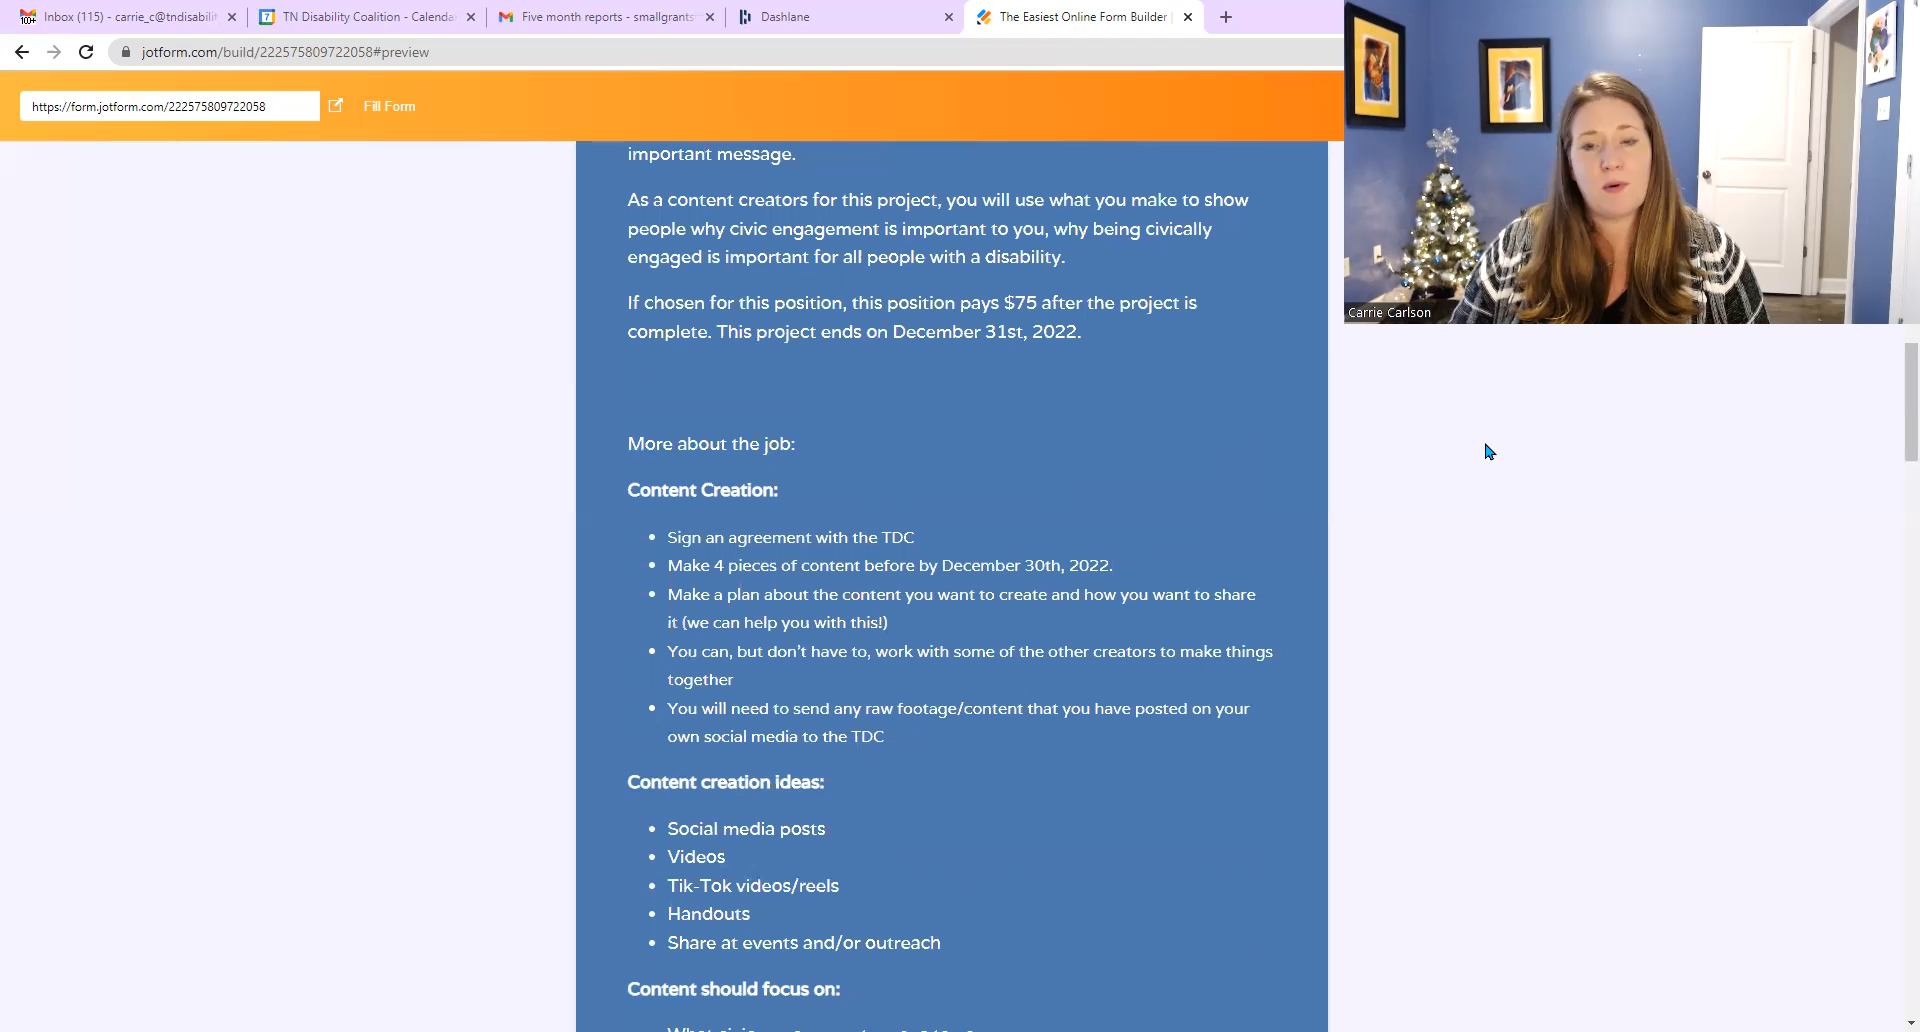 Inbox (115) - carrie_c@tndisabilit
TN Disability Coalition - Calenda
Five month reports - smallgrants
Dashlane
The Easiest Online Form Builder |
jotform.com/build/222575809722058#preview
https://form.jotform.com/222575809722058
Fill Form
important message.
As a content creators for this project, you will use what you make to show
people why civic engagement is important to you, why being civically
engaged is important for all people with a disability.
If chosen for this position, this position pays $75 after the project is
complete. This project ends on December 31st, 2022.
More about the job:
Content Creation:
• Sign an agreement with the TDC
• Make 4 pieces of content before by December 30th, 2022.
• Make a plan about the content you want to create and how you want to share
it (we can help you with this!)
• You can, but don't have to, work with some of the other creators to make things
together
• You will need to send any raw footage/content that you have posted on your
own social media to the TDC
Content creation ideas:
• Social media posts
• Videos
• Tik-Tok videos/reels
• Handouts
• Share at events and/or outreach
Content should focus on:
Carrie Carlson